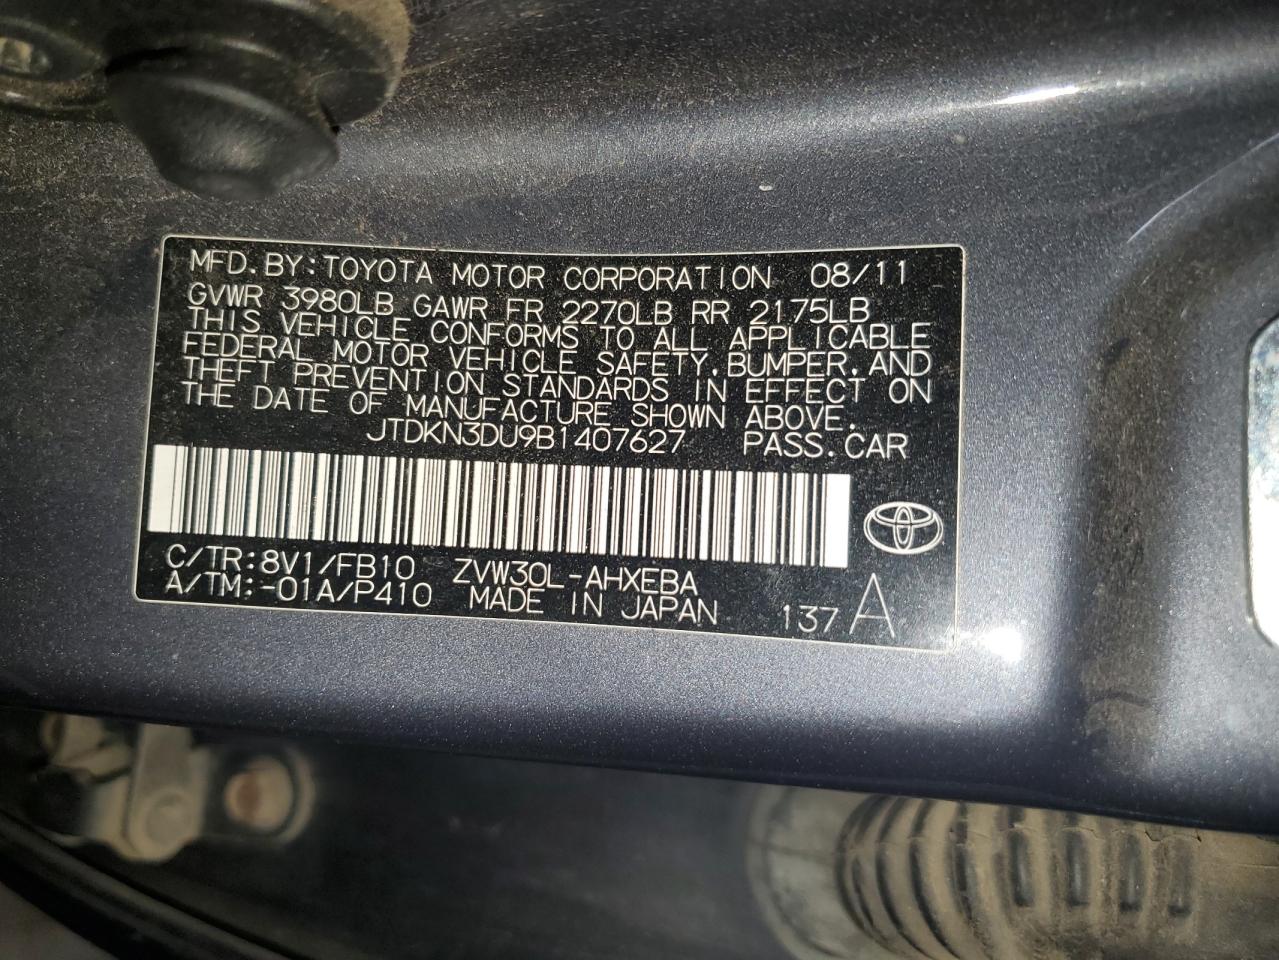 MFD.BY:TOYOTA MOTOR CORPORATION 08/11
GVWR 3980LB GAWR FR 2270LB RR 2175LB
THIS VEHICLE CONFORMS TO ALL APPLICABLE
FEDERAL MOTOR VEHICLE SAFETY.BUMPER.AND
THEFT PREVENTION STANDARDS IN EFFECT ON
THE DATE OF MANUFACTURE SHOWN ABOVE.
JTDKN3DU9B1407627 PASS.CAR
C/TR:8V1/FB10 ZVW30L-AHXEBA
A/TM:-01A/P410 MADE IN JAPAN 137 A